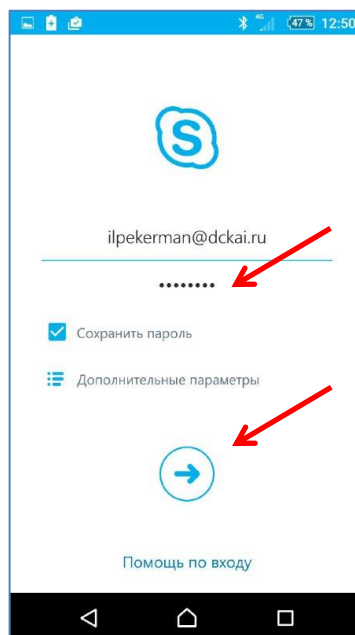 4G 47% 12:50
S
ilpekerman@dckai.ru
••••••••
Сохранить пароль
Дополнительные параметры
Помощь по входу